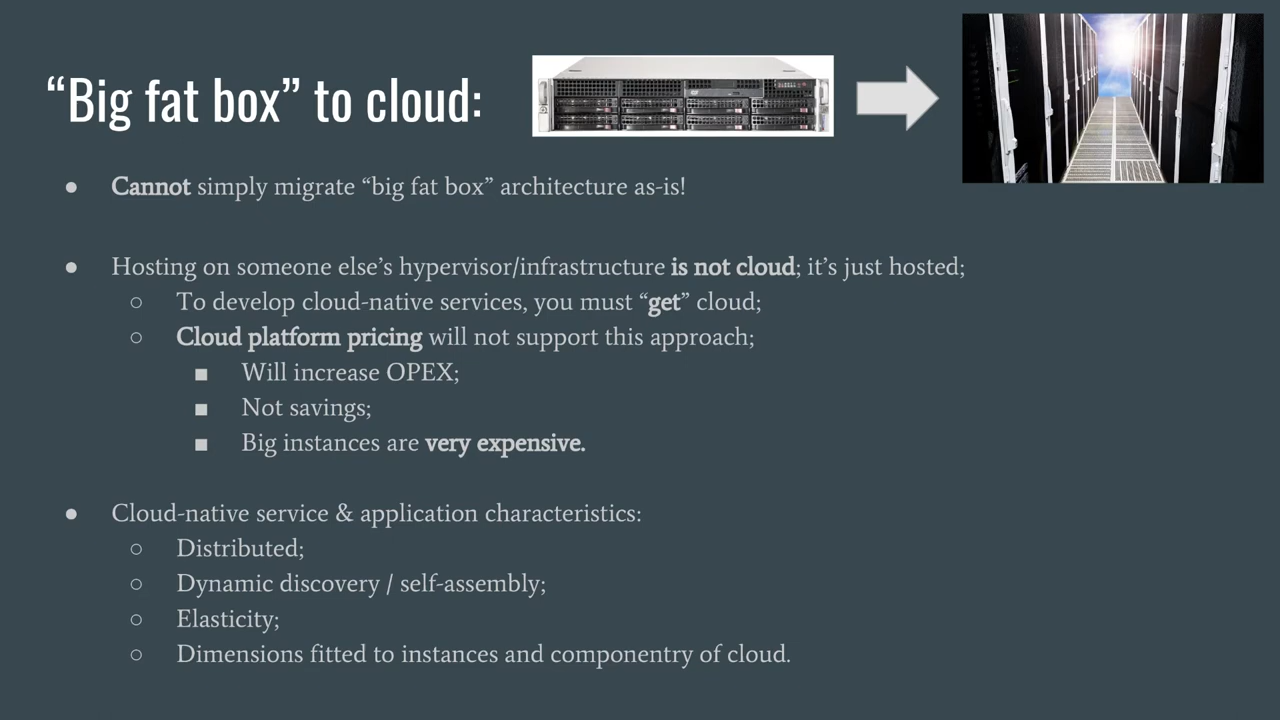 “Big fat box” to cloud:
● Cannot simply migrate “big fat box” architecture as-is!
● Hosting on someone else’s hypervisor/infrastructure is not cloud; it’s just hosted;
○ To develop cloud-native services, you must “get” cloud;
○ Cloud platform pricing will not support this approach;
■ Will increase OPEX;
■ Not savings;
■ Big instances are very expensive.
● Cloud-native service & application characteristics:
○ Distributed;
○ Dynamic discovery / self-assembly;
○ Elasticity;
○ Dimensions fitted to instances and componentry of cloud.